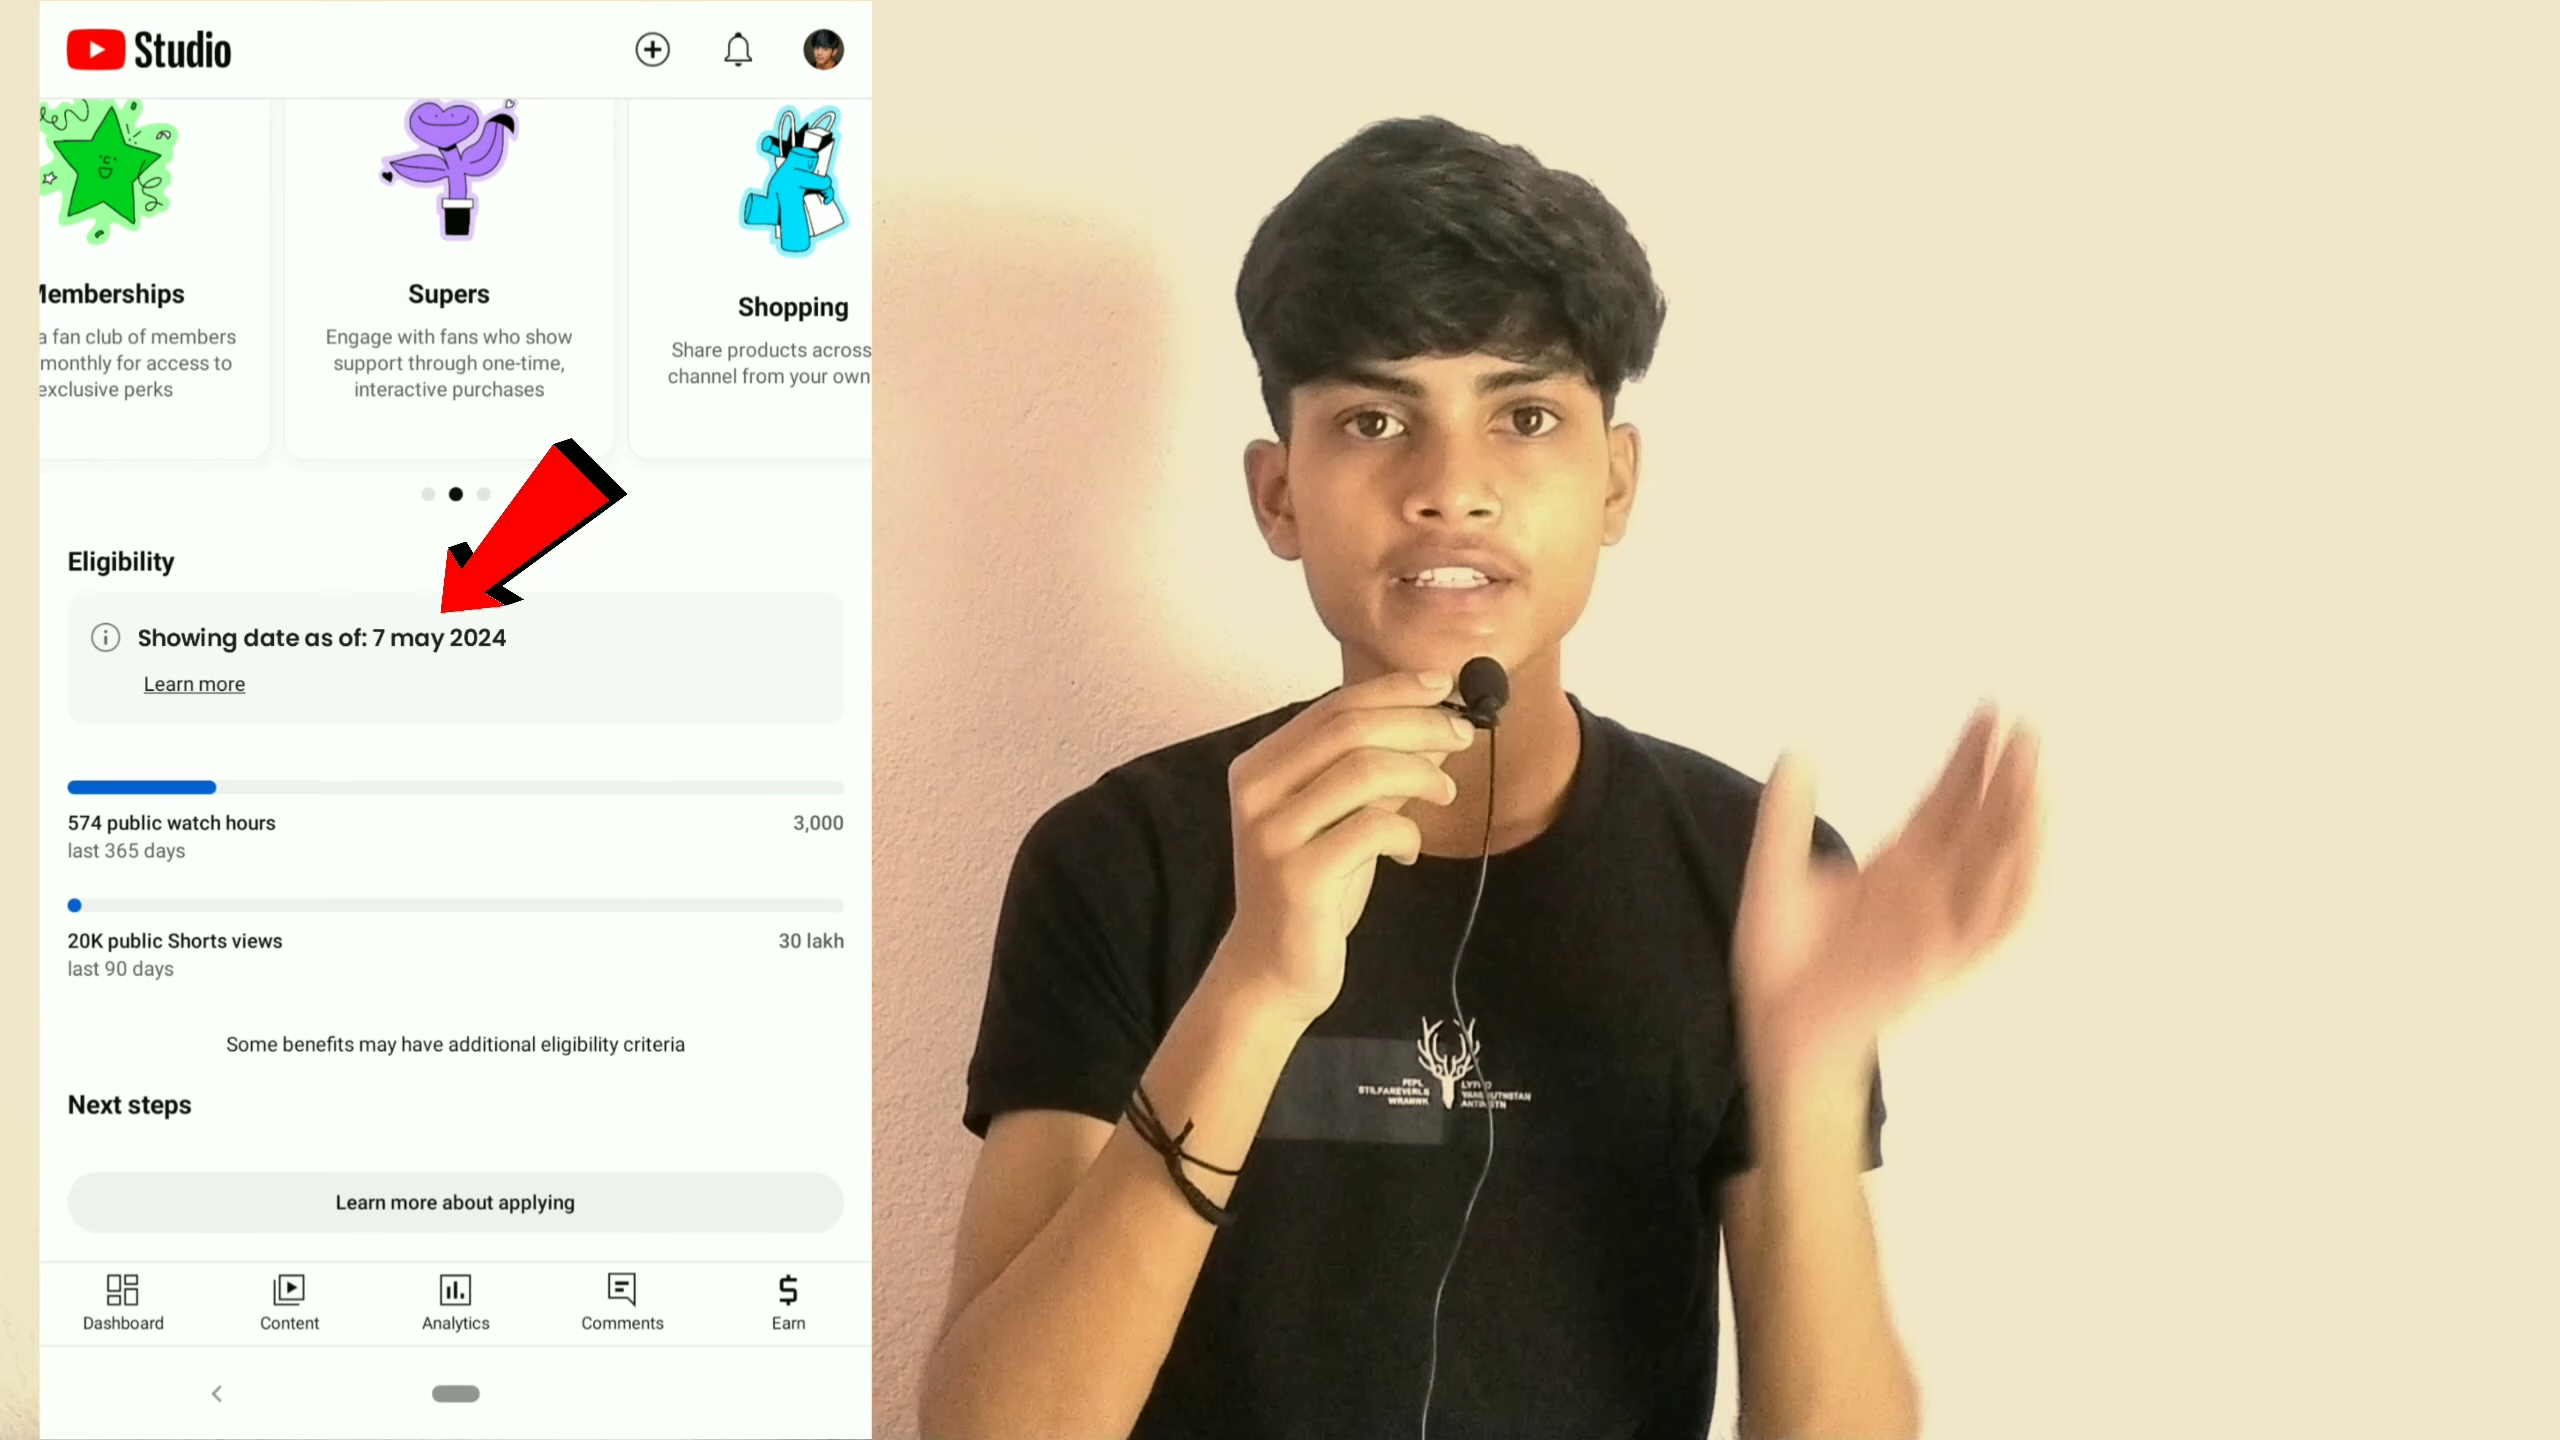 Studio
Memberships
a fan club of members
monthly for access to
exclusive perks
Supers
Engage with fans who show
support through one-time,
interactive purchases
Shopping
Share products across
channel from your own
Eligibility
Showing date as of: 7 may 2024
Learn more
574 public watch hours
3,000
last 365 days
20K public Shorts views
30 lakh
last 90 days
Some benefits may have additional eligibility criteria
Next steps
Learn more about applying
Dashboard
Content
Analytics
Comments
Earn